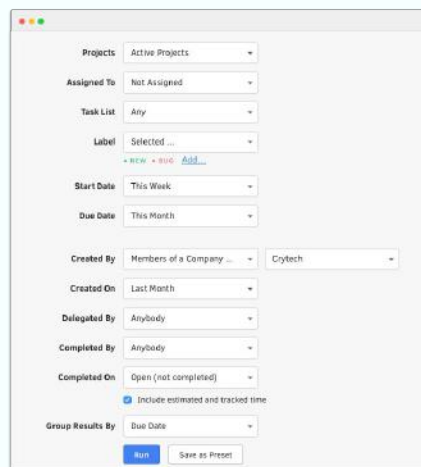 Projects Active Projects
Assigned To Not Assigned
Task List Any
Label Selected ...
• NEW • BUG Add...
Start Date This Week
Due Date This Month
Created By Members of a Company ... Crytech
Created On Last Month
Delegated By Anybody
Completed By Anybody
Completed On Open (not completed)
Include estimated and tracked time
Group Results By Due Date
Run Save as Preset